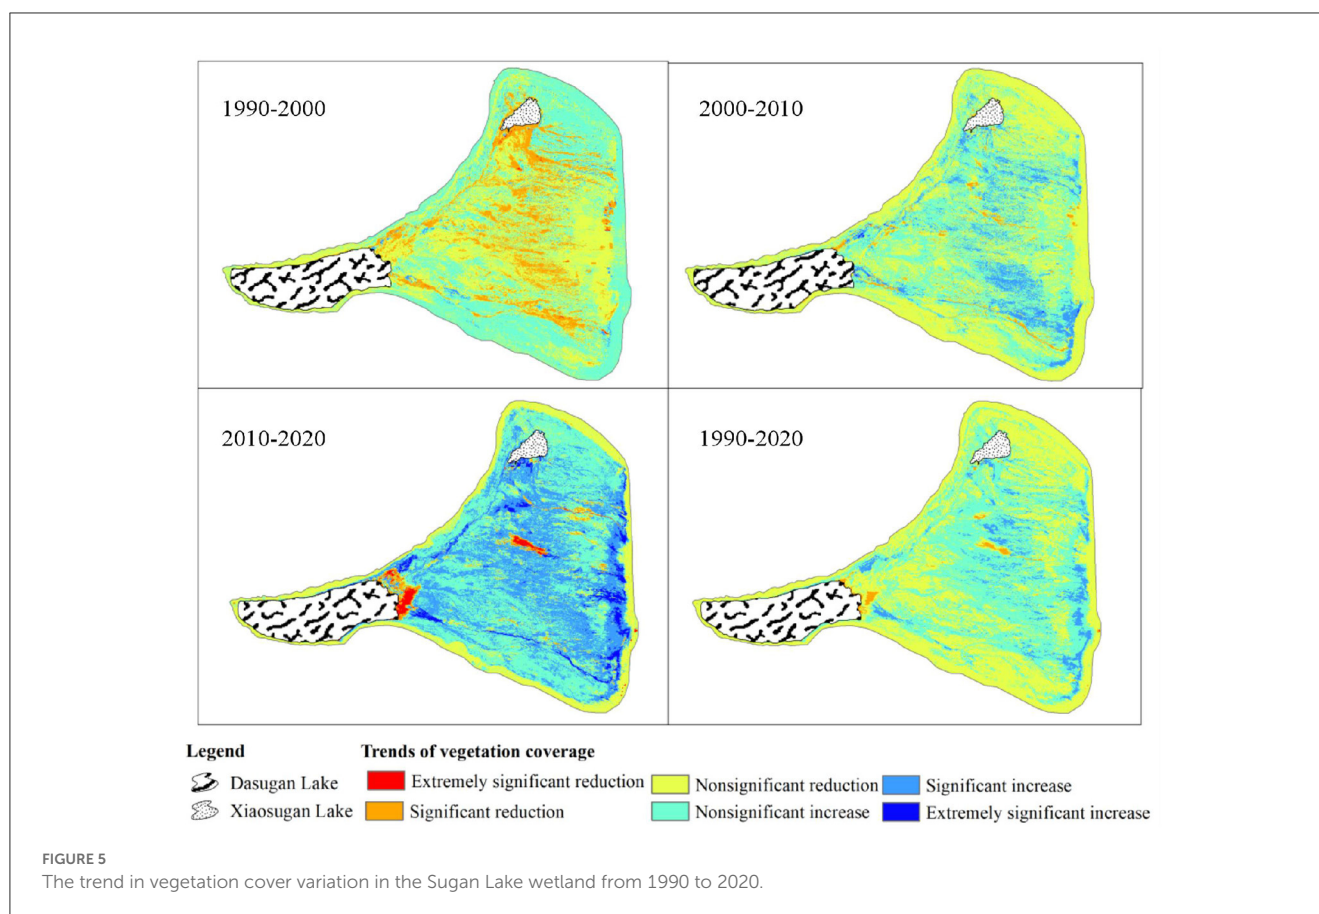 1990-2000
2000-2010
2010-2020
1990-2020
Legend
Trends of vegetation coverage
Dasugan Lake
Extremely significant reduction
Nonsignificant reduction
Significant increase
Xiaosugan Lake
Significant reduction
Nonsignificant increase
Extremely significant increase
FIGURE 5
The trend in vegetation cover variation in the Sugan Lake wetland from 1990 to 2020.